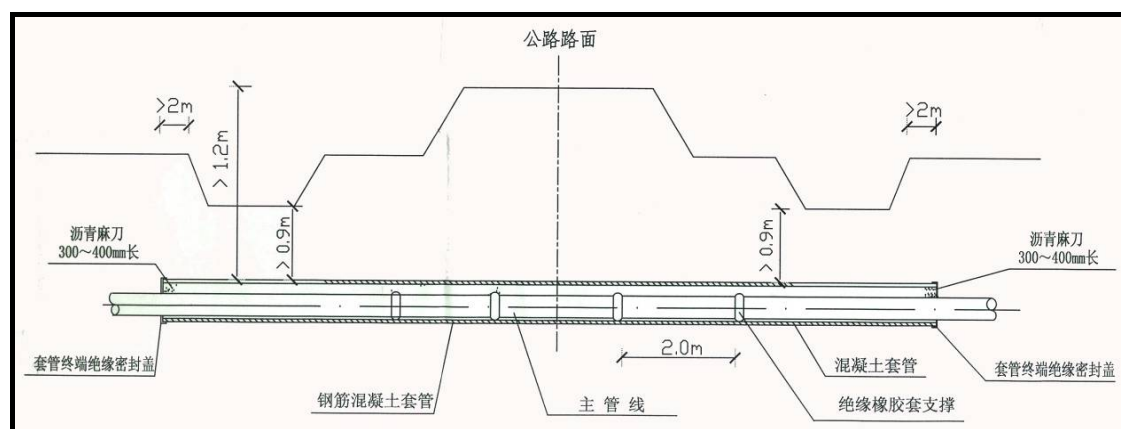 公路路面
>2m
>2m
>1.2m
>0.9m
>0.9m
沥青麻刀
300~400mm长
沥青麻刀
300~400mm长
2.0m
套管终端绝缘密封盖
钢筋混凝土套管
主管线
混凝土套管
绝缘橡胶套支撑
套管终端绝缘密封盖